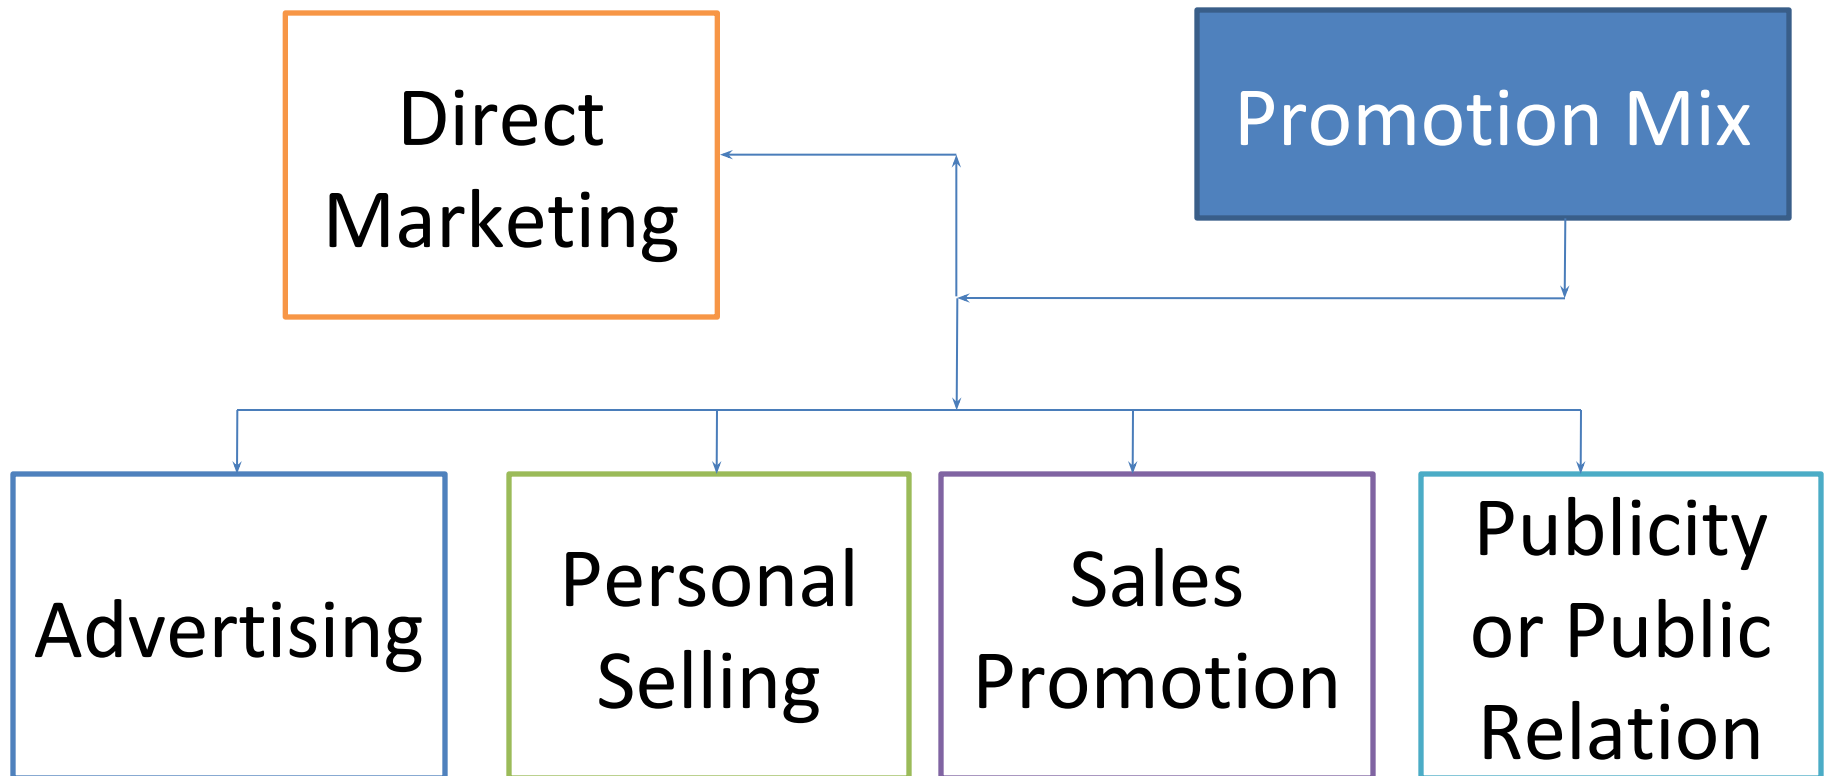 Direct
Marketing
Promotion Mix
Advertising
Personal
Selling
Sales
Promotion
Publicity
or Public
Relation